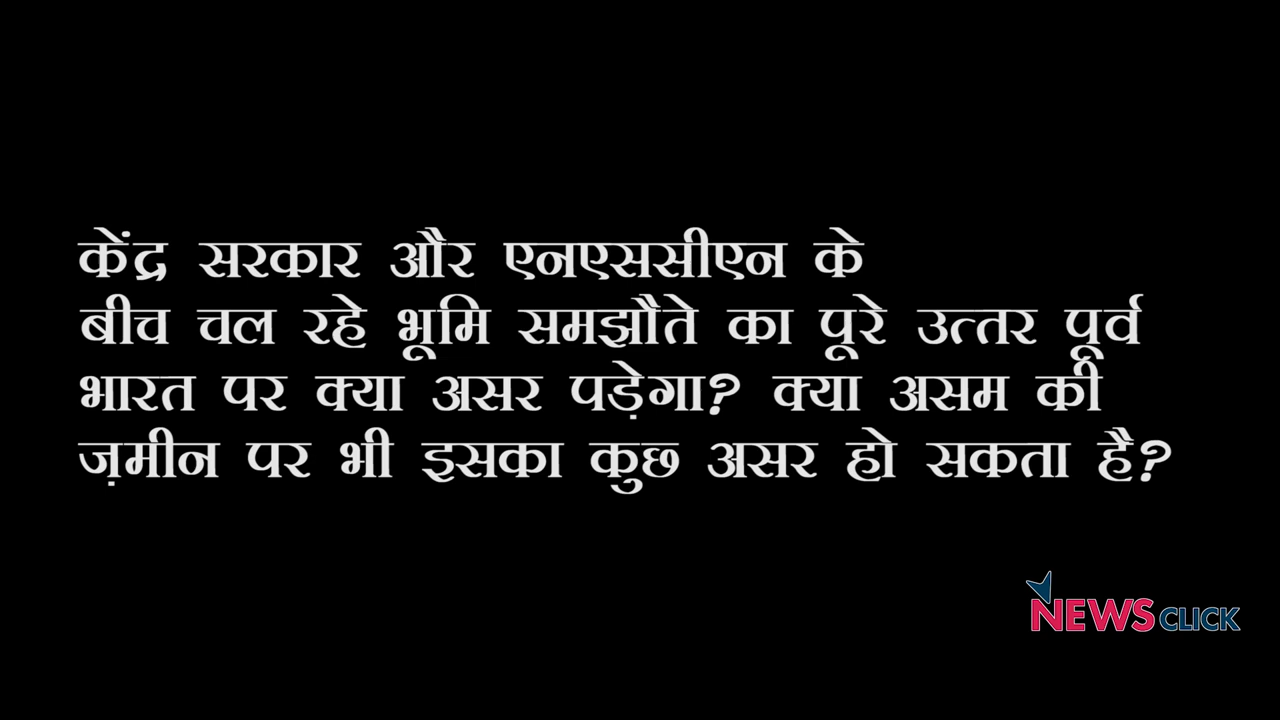 केंद्र सरकार और एनएससीएन के
बीच चल रहे भूमि समझौते का पूरे उत्तर पूर्व
भारत पर क्या असर पड़ेगा? क्या असम की
ज़मीन पर भी इसका कुछ असर हो सकता है?
NEWSCLICK